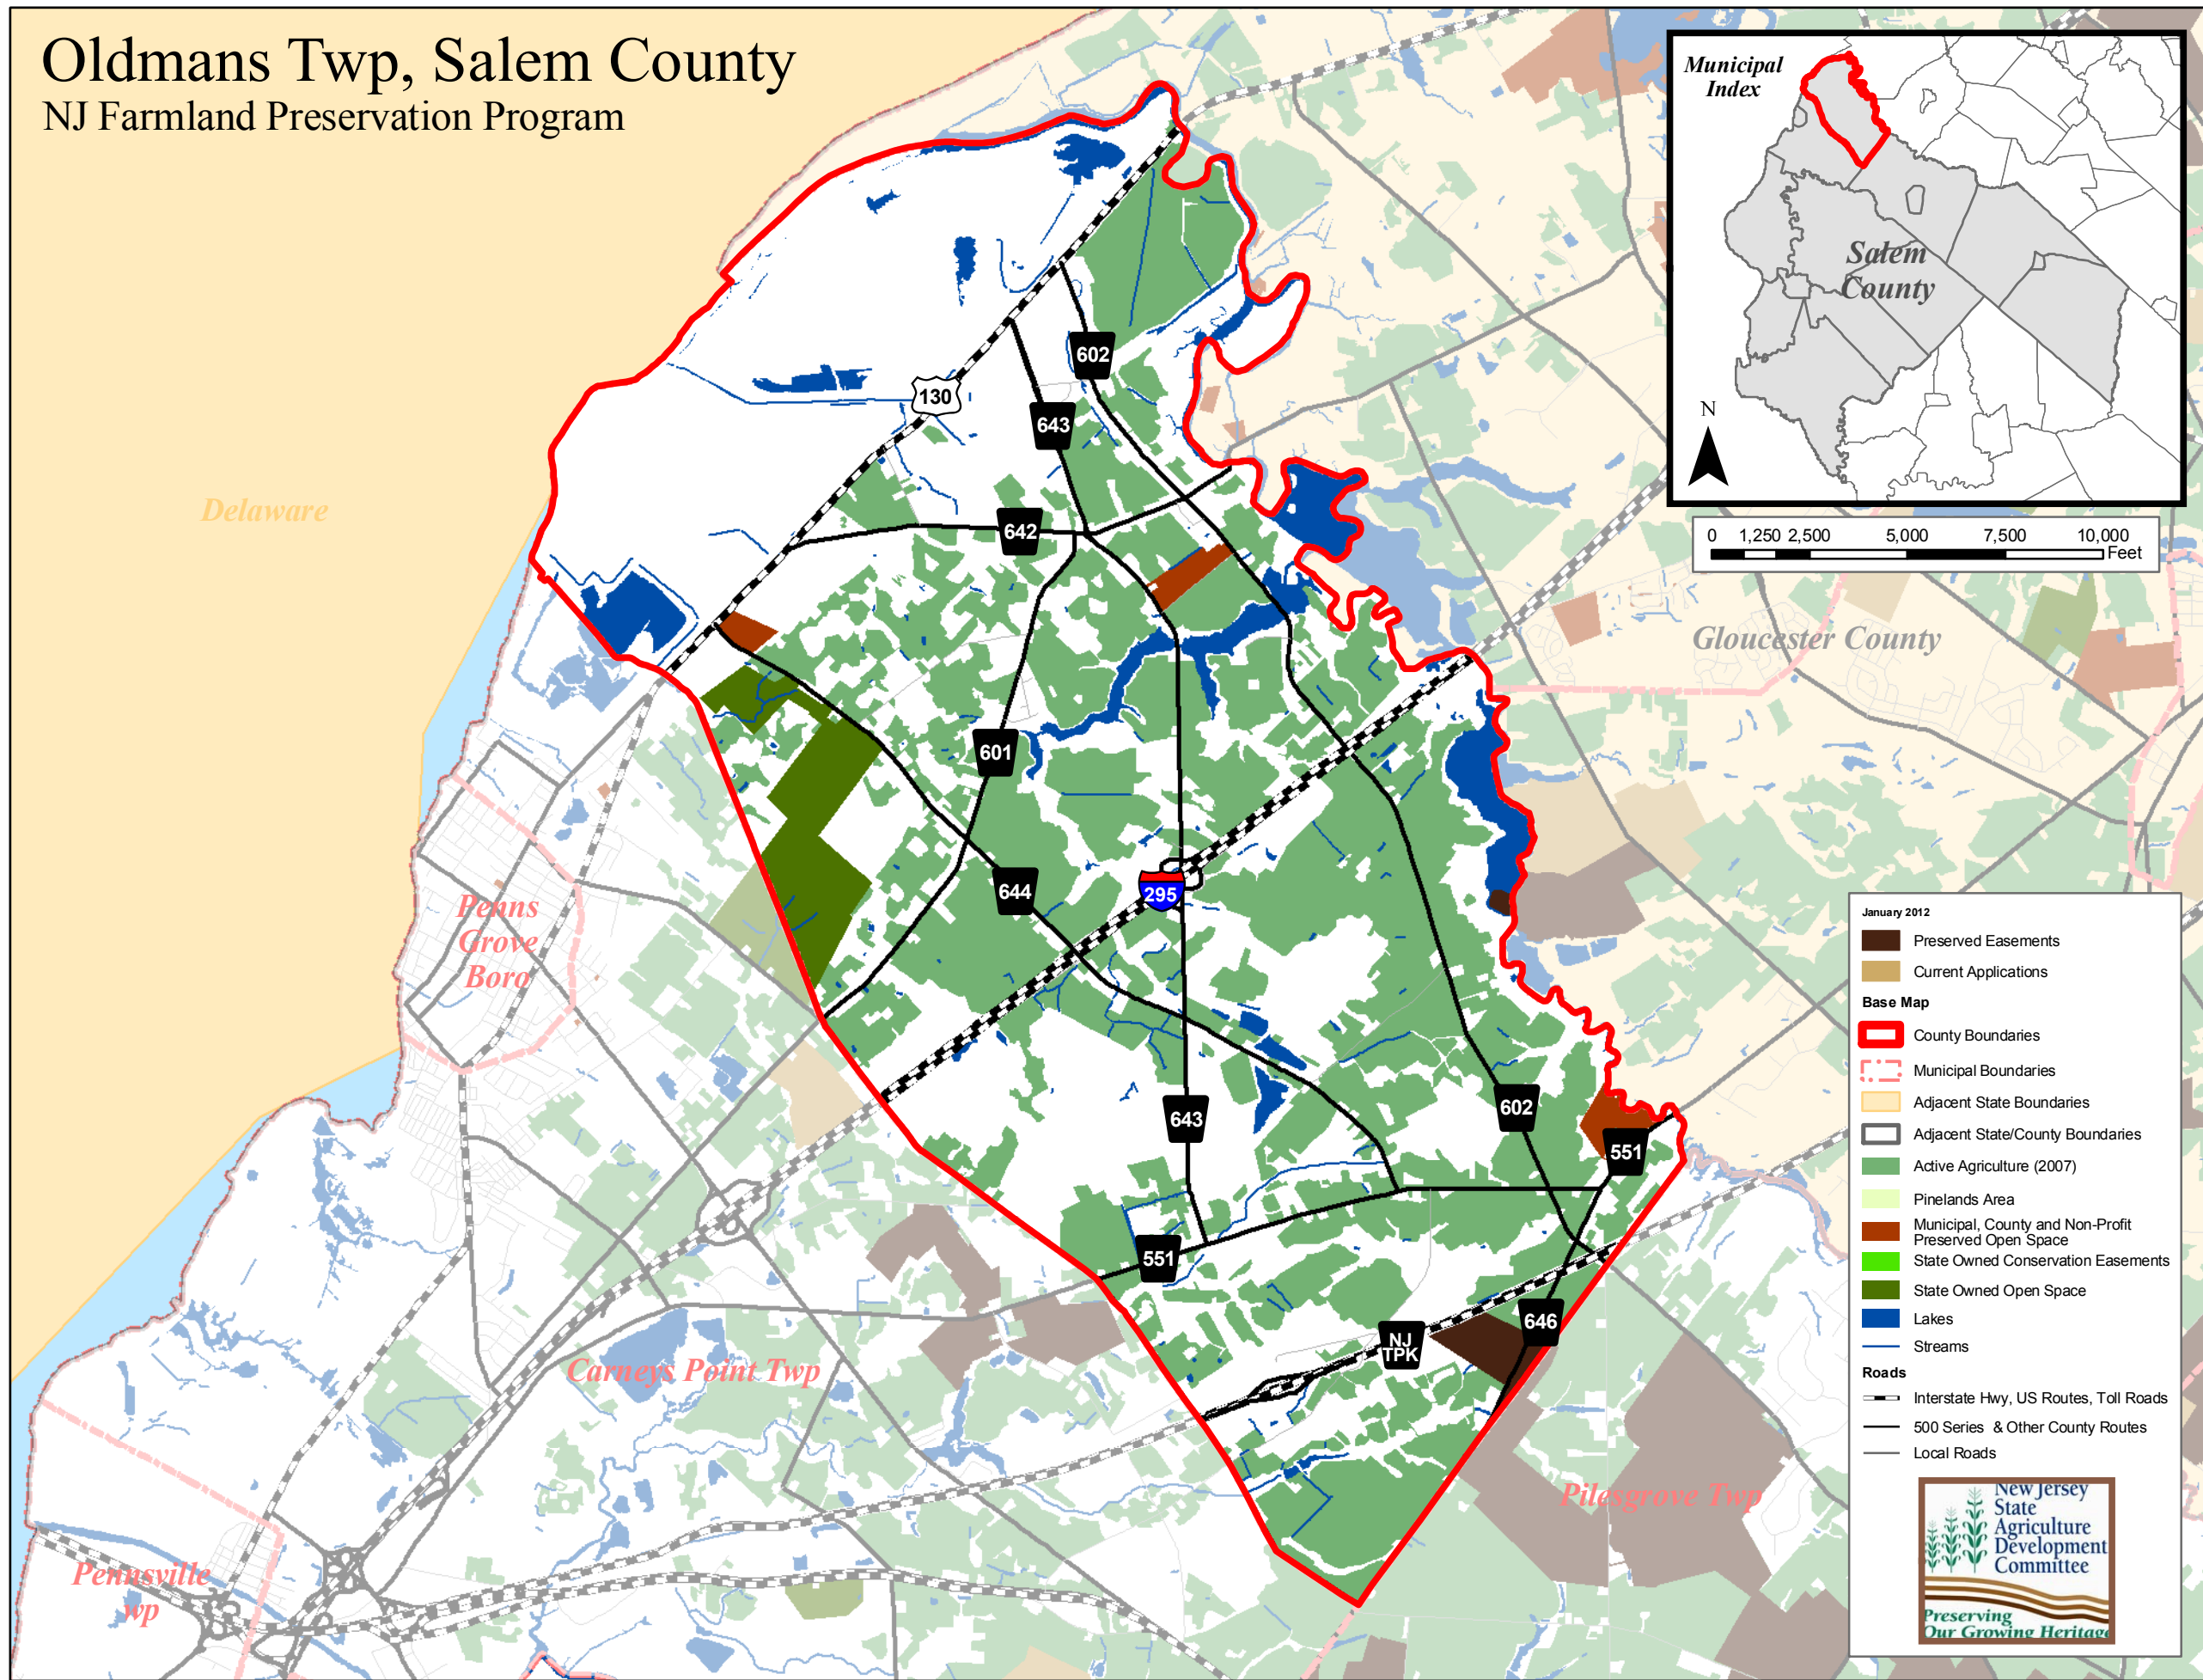 Oldmans Twp, Salem County
NJ Farmland Preservation Program
Municipal
Index
Salem
County
N
0 1,250 2,500 5,000 7,500 10,000
Feet
Delaware
Gloucester County
Penns
Grove
Boro
Carneys Point Twp
Pilesgrove Twp
Pennsville
wp
130
602
643
642
601
644
295
643
602
551
551
646
NJ
TPK
January 2012
Preserved Easements
Current Applications
Base Map
County Boundaries
Municipal Boundaries
Adjacent State Boundaries
Adjacent State/County Boundaries
Active Agriculture (2007)
Pinelands Area
Municipal, County and Non-Profit
Preserved Open Space
State Owned Conservation Easements
State Owned Open Space
Lakes
Streams
Roads
Interstate Hwy, US Routes, Toll Roads
500 Series & Other County Routes
Local Roads
New Jersey
State
Agriculture
Development
Committee
Preserving
Our Growing Heritage